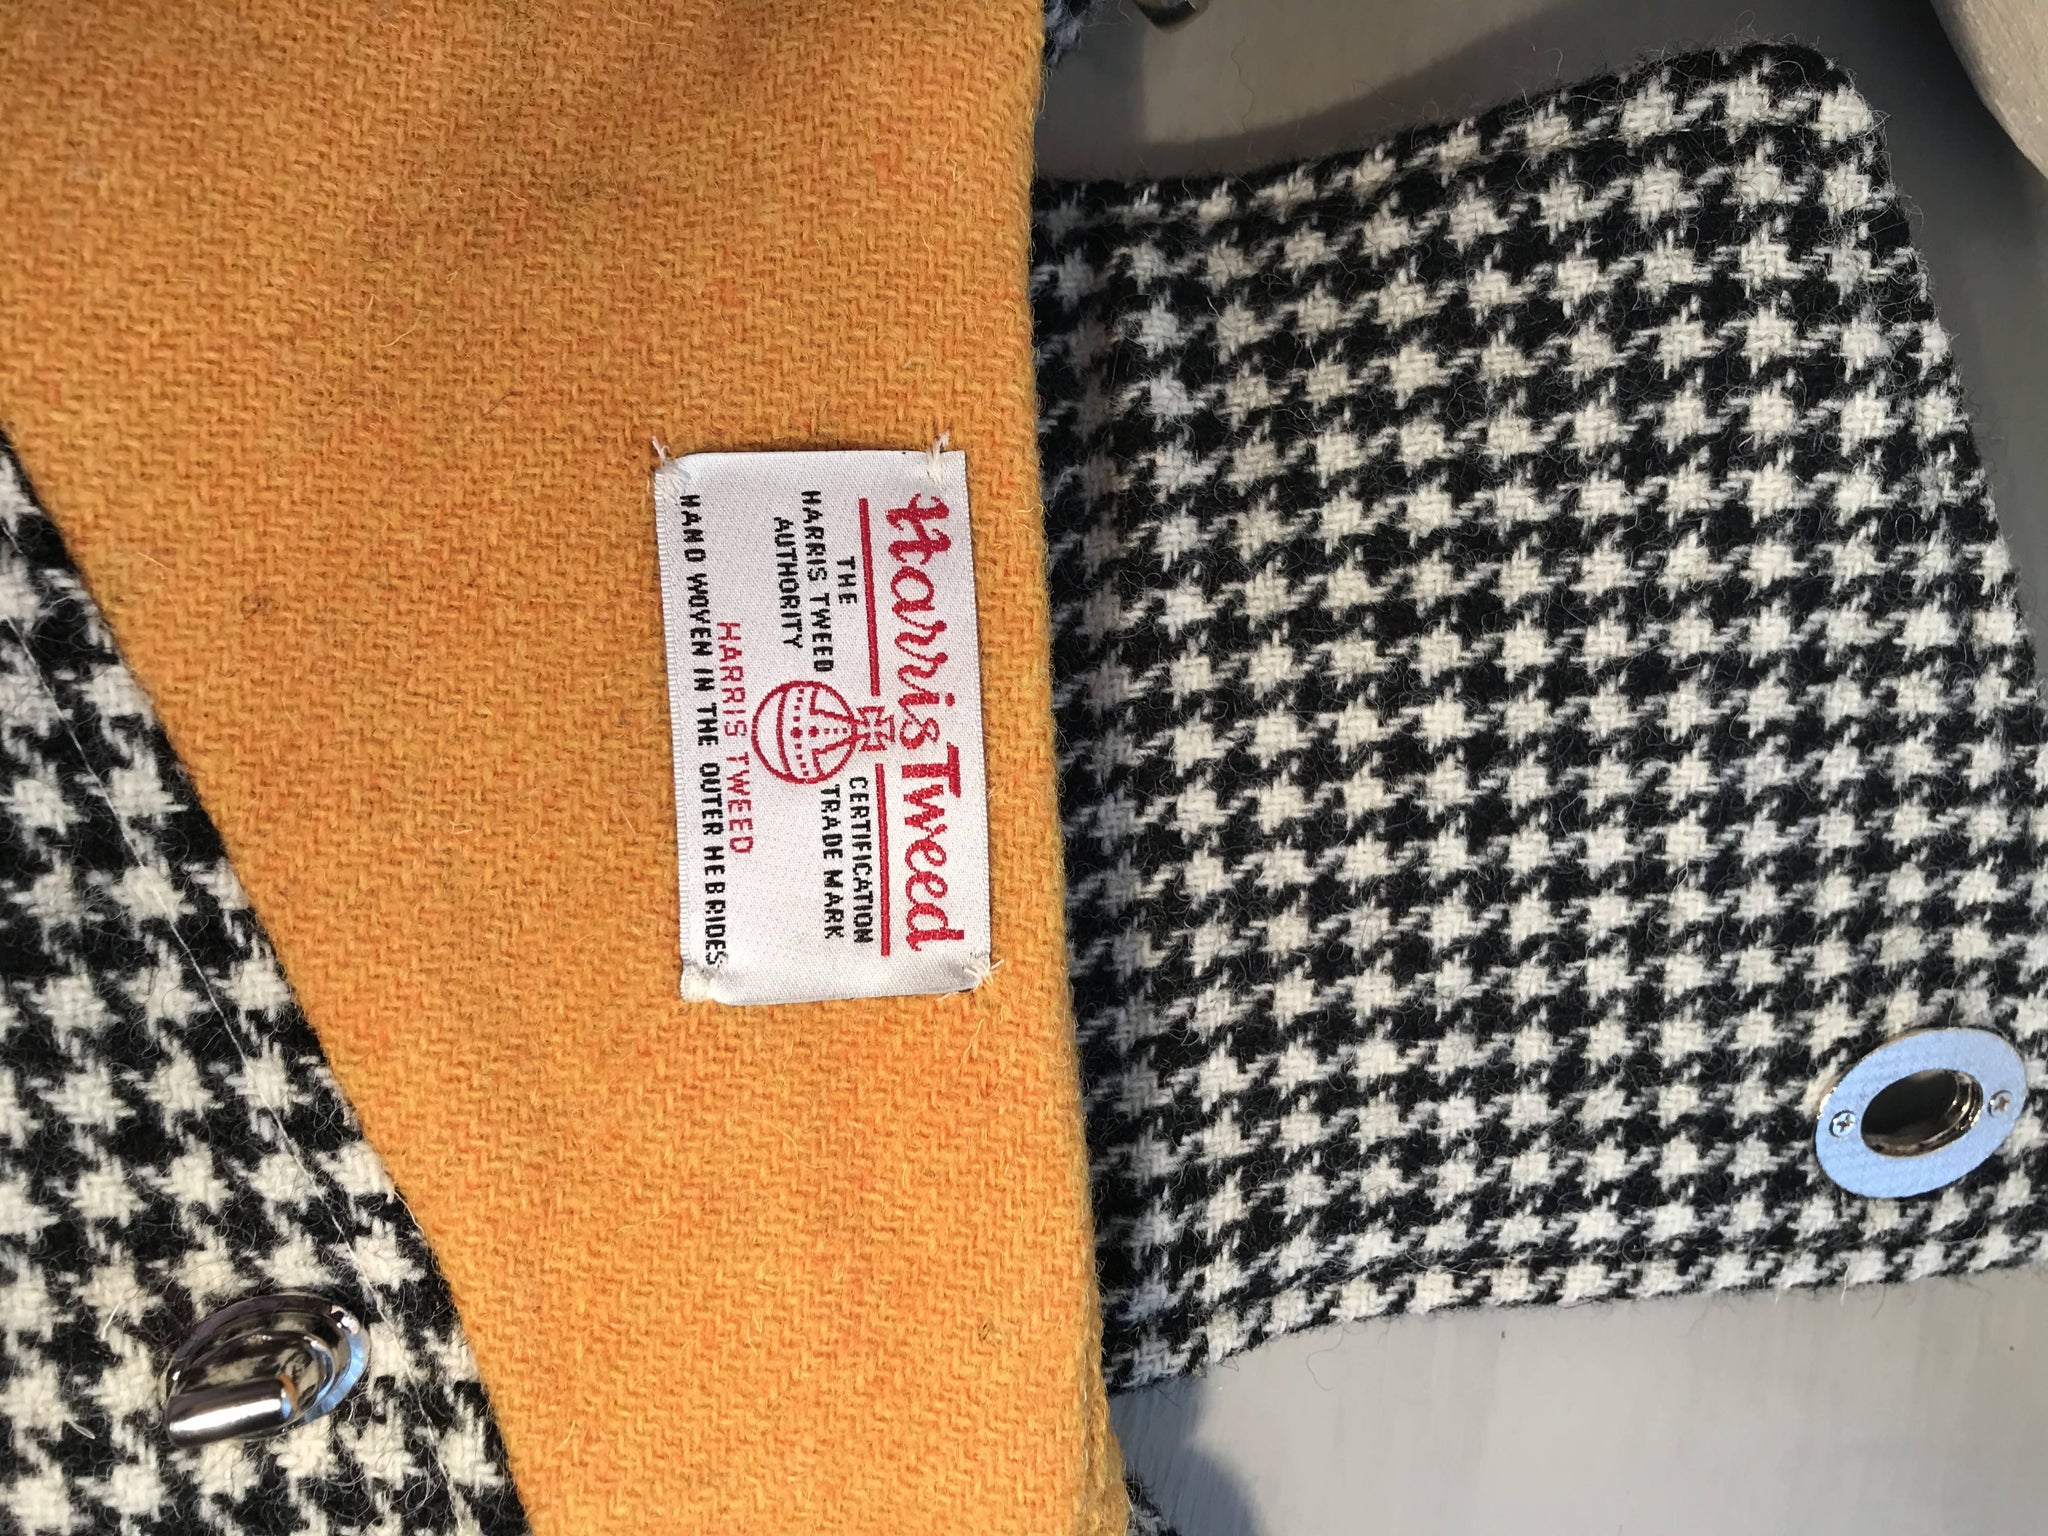 Harris Tweed
THE
HARRIS TWEED
AUTHORITY
CERTIFICATION
TRADE MARK
HARRIS TWEED
HAND WOVEN IN THE OUTER HEBRIDES